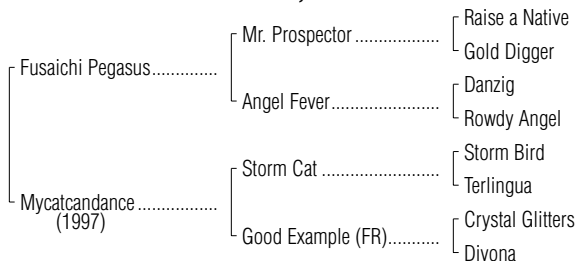 Raise a Native
Mr. Prospector ....................
Gold Digger
Fusaichi Pegasus..............
Danzig
Angel Fever..........................
Rowdy Angel
Storm Bird
Storm Cat ............................
Terlingua
Mycatcandance .................
(1997)
Crystal Glitters
Good Example (FR)............
Divona